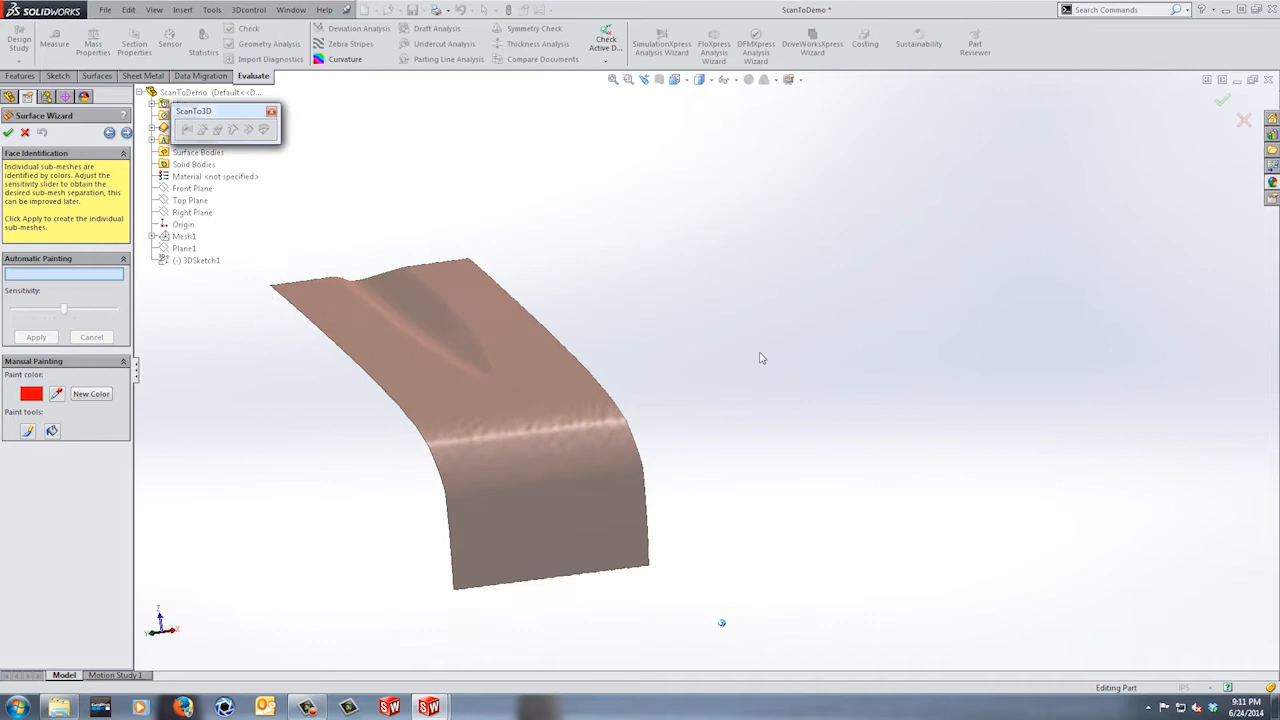 SOLIDWORKS
File Edit View Insert Tools 3Dcontrol Window Help
ScanToDemo *
Search Commands
Design Study
Measure
Mass Properties
Section Properties
Sensor
Statistics
Check
Geometry Analysis
Import Diagnostics
Deviation Analysis
Zebra Stripes
Curvature
Draft Analysis
Undercut Analysis
Parting Line Analysis
Symmetry Check
Thickness Analysis
Compare Documents
Check Active D...
SimulationXpress Analysis Wizard
FloXpress Analysis Wizard
DFMXpress Analysis Wizard
DriveWorksXpress Wizard
Costing
Sustainability
Part Reviewer
Features Sketch Surfaces Sheet Metal Data Migration Evaluate
ScanToDemo (Default<<D...
ScanTo3D
Surface Bodies
Solid Bodies
Material <not specified>
Front Plane
Top Plane
Right Plane
Origin
Mesh1
Plane1
(-) 3DSketch1
Surface Wizard ?
Face Identification
Individual sub-meshes are
identified by colors. Adjust the
sensitivity slider to obtain the
desired sub-mesh separation, this
can be improved later.
Click Apply to create the individual
sub-meshes.
Automatic Painting
Sensitivity:
Apply Cancel
Manual Painting
Paint color:
New Color
Paint tools:
Z
Y X
Model Motion Study 1
Editing Part IPS
9:11 PM
6/24/2014